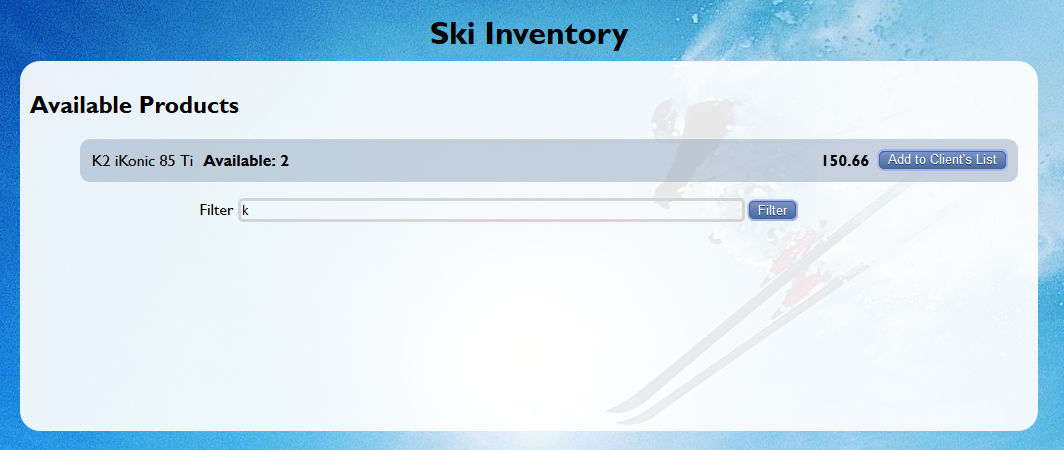 Ski Inventory
Available Products
K2 iKonic 85 Ti Available: 2 150.66 Add to Client's List
Filter k Filter